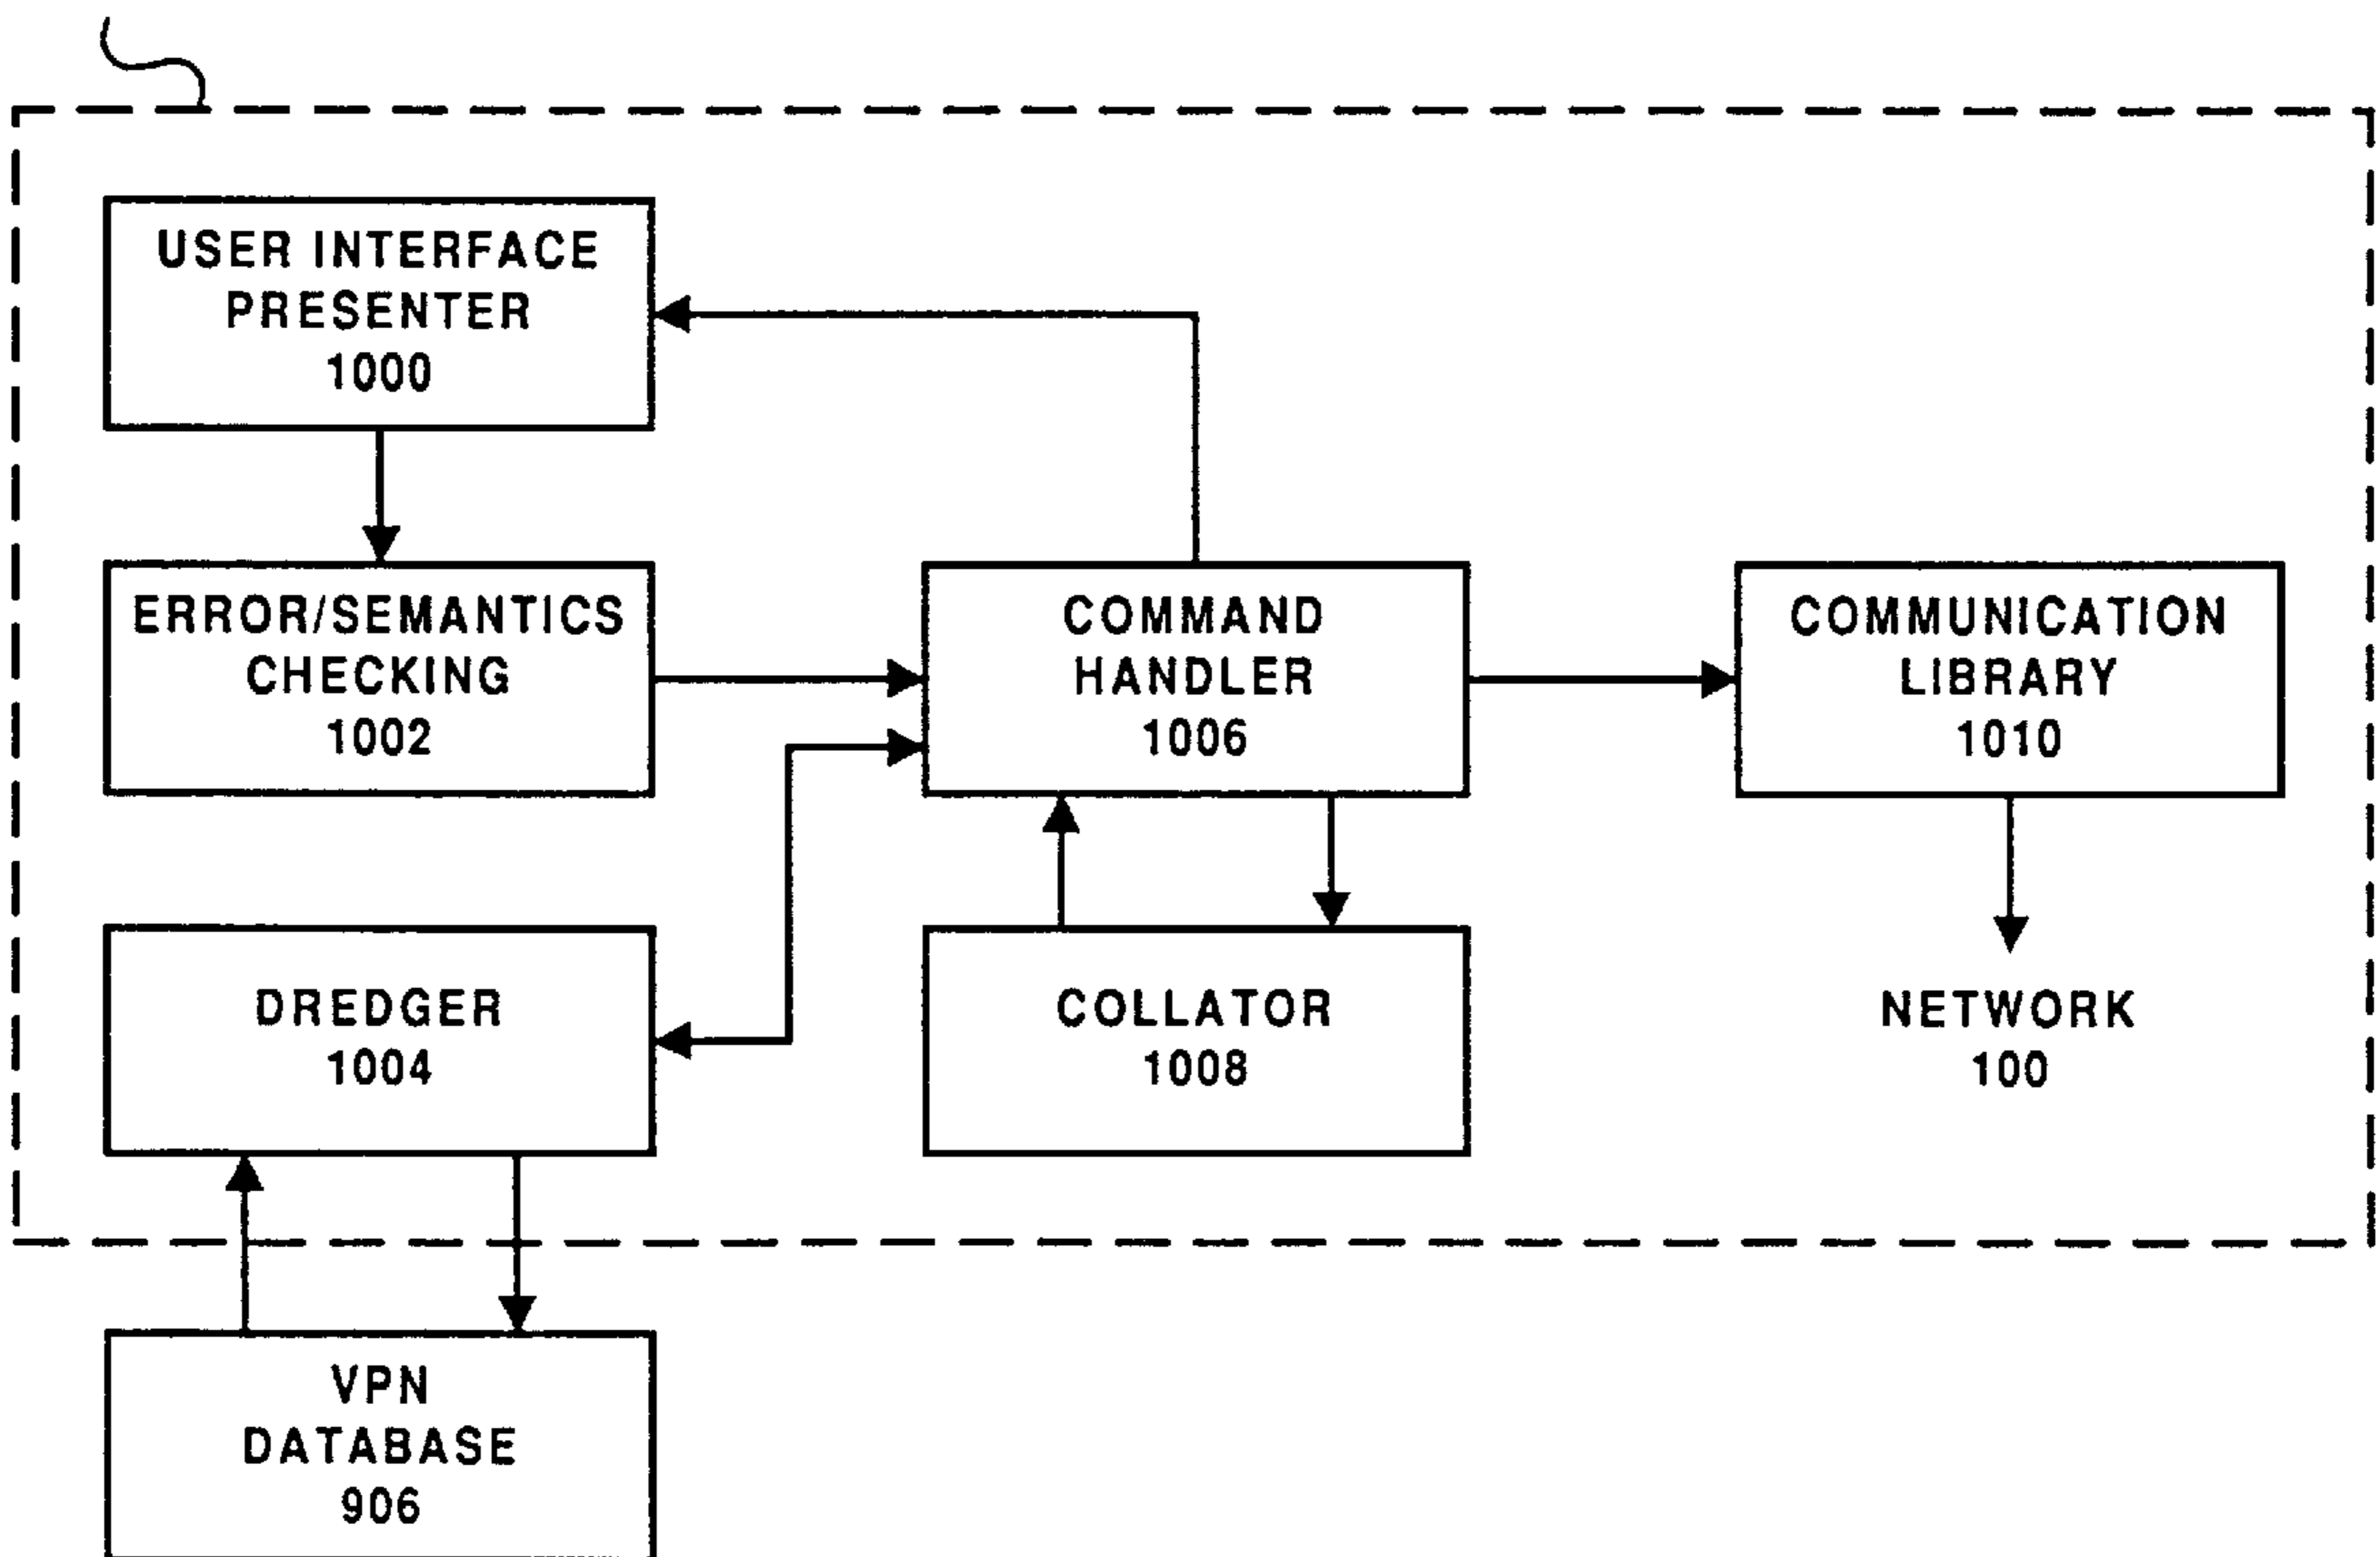 USER INTERFACE
PRESENTER
1000
ERROR/SEMANTICS
CHECKING
1002
COMMAND
HANDLER
1006
COMMUNICATION
LIBRARY
1010
DREDGER
1004
COLLATOR
1008
NETWORK
100
VPN
DATABASE
906